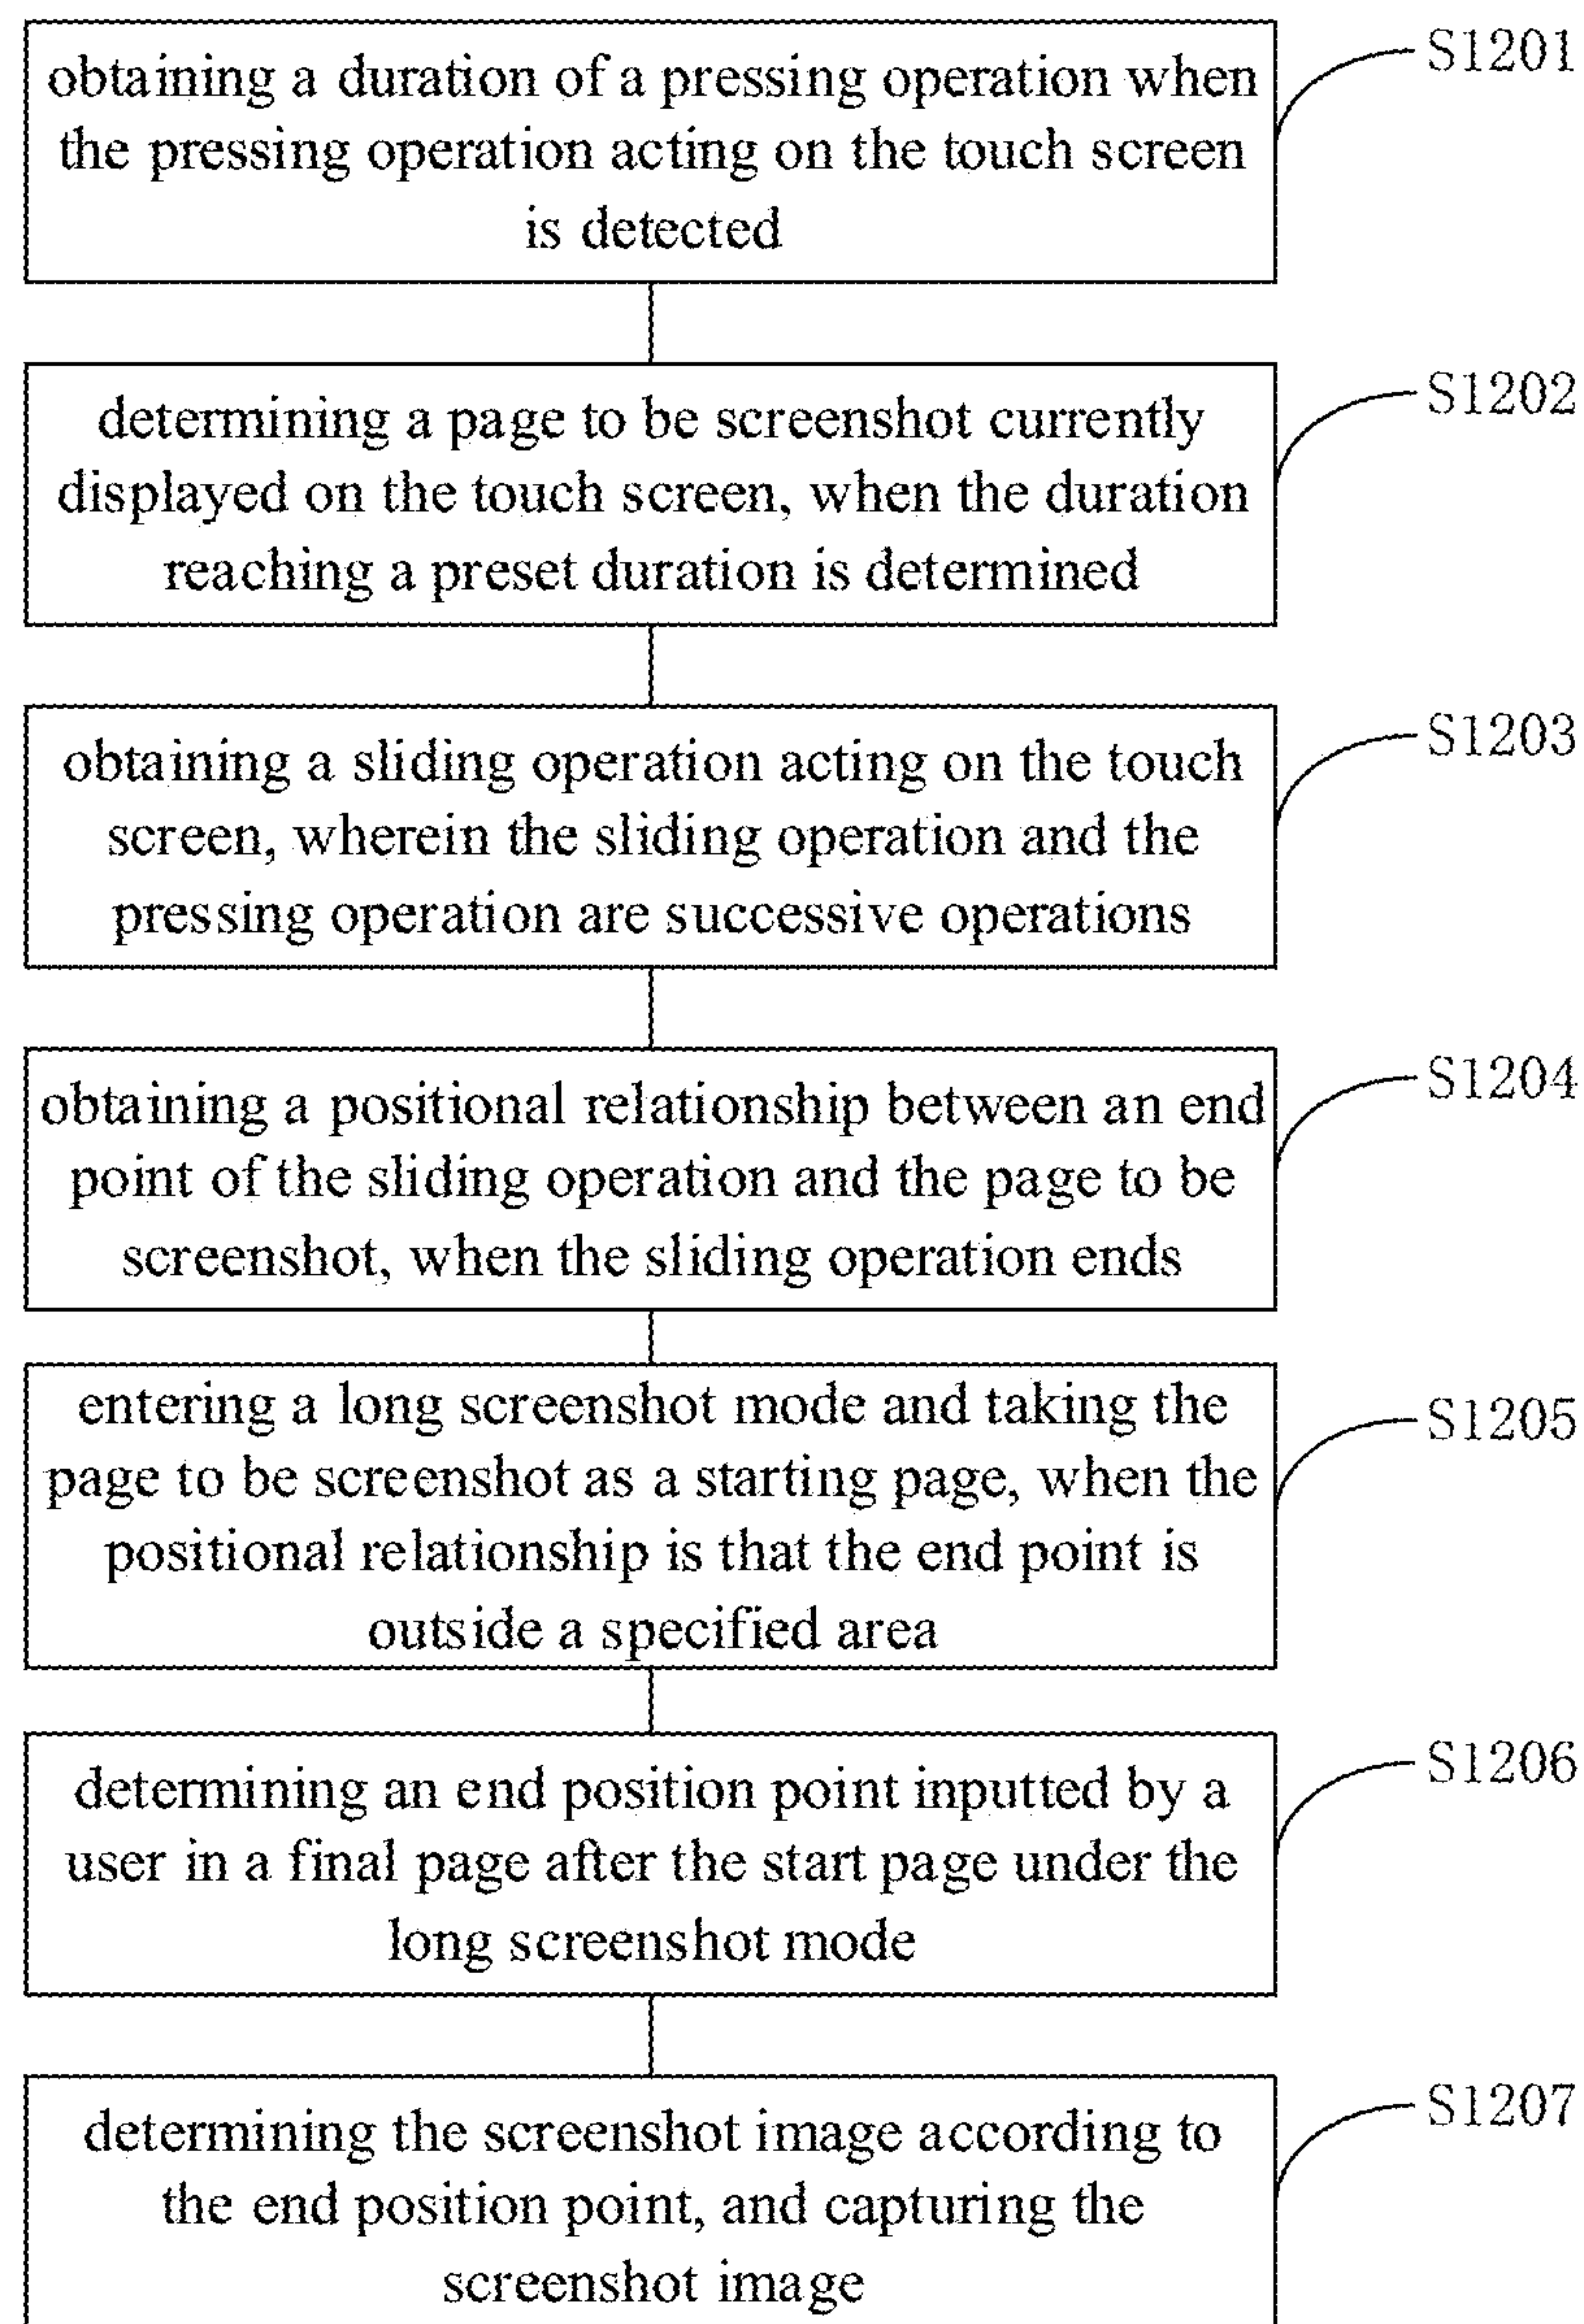 obtaining a duration of a pressing operation when
the pressing operation acting on the touch screen
is detected
S1201
determining a page to be screenshot currently
displayed on the touch screen, when the duration
reaching a preset duration is determined
S1202
obtaining a sliding operation acting on the touch
screen, wherein the sliding operation and the
pressing operation are successive operations
S1203
obtaining a positional relationship between an end
point of the sliding operation and the page to be
screenshot, when the sliding operation ends
S1204
entering a long screenshot mode and taking the
page to be screenshot as a starting page, when the
positional relationship is that the end point is
outside a specified area
S1205
determining an end position point inputted by a
user in a final page after the start page under the
long screenshot mode
S1206
determining the screenshot image according to
the end position point, and capturing the
screenshot image
S1207